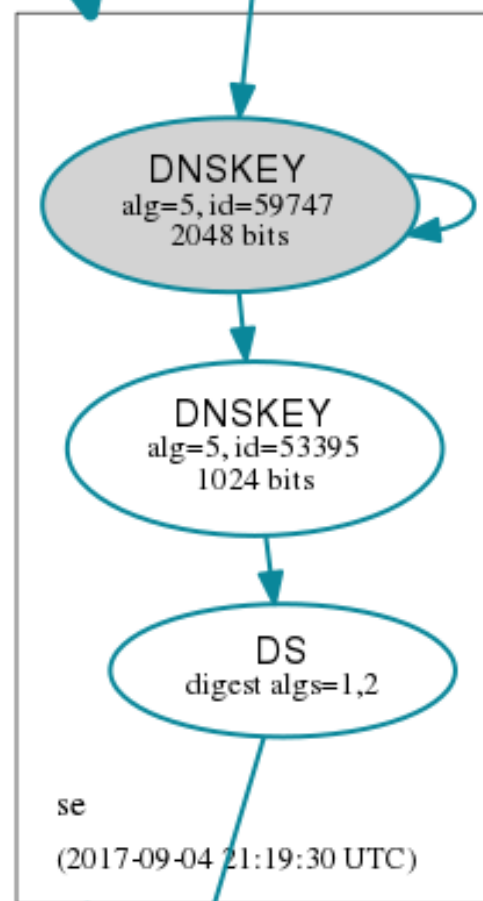 DNSKEY
alg=5, id=59747
2048 bits
DNSKEY
alg=5, id=53395
1024 bits
DS
digest algs=1,2
se
(2017-09-04 21:19:30 UTC)